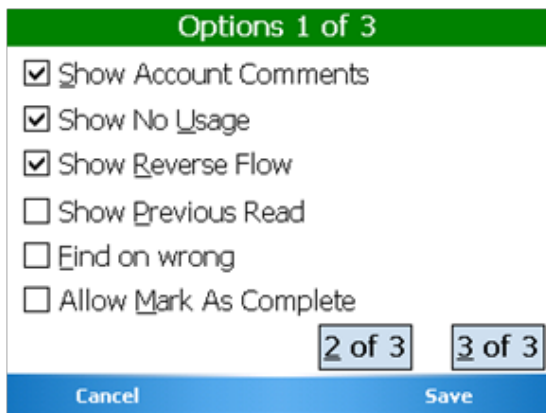 Options 1 of 3
Show Account Comments
Show No Usage
Show Reverse Flow
Show Previous Read
Find on wrong
Allow Mark As Complete
2 of 3 3 of 3
Cancel Save